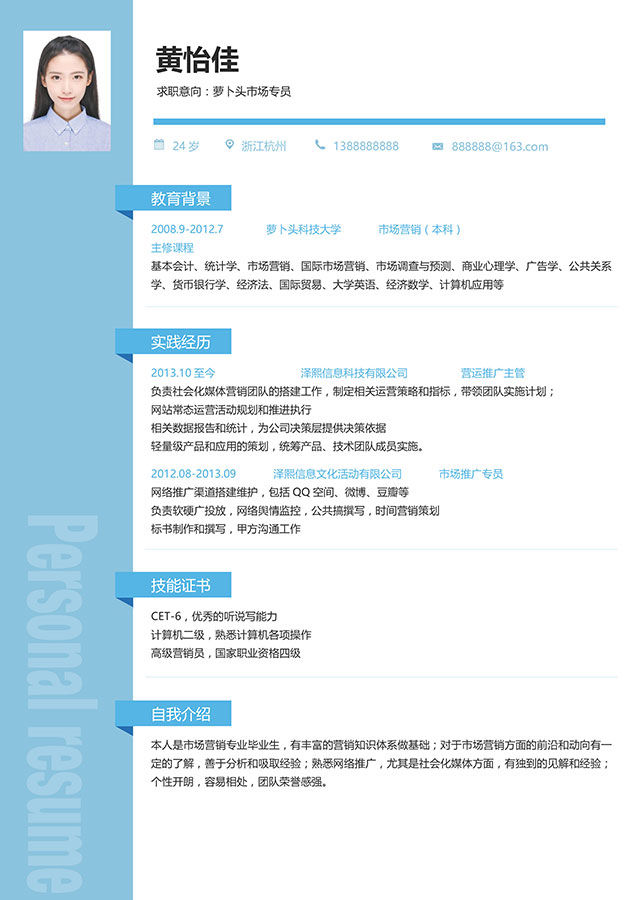 黄怡佳
求职意向：萝卜头市场专员
24 岁
浙江杭州
1388888888
888888@163.com
教育背景
2008.9-2012.7 萝卜头科技大学 市场营销（本科）
主修课程
基本会计、统计学、市场营销、国际市场营销、市场调查与预测、商业心理学、广告学、公共关系
学、货币银行学、经济法、国际贸易、大学英语、经济数学、计算机应用等
实践经历
2013.10 至今 泽熙信息科技有限公司 营运推广主管
负责社会化媒体营销团队的搭建工作，制定相关运营策略和指标，带领团队实施计划；
网站常态运营活动规划和推进执行
相关数据报告和统计，为公司决策层提供决策依据
轻量级产品和应用的策划，统筹产品、技术团队成员实施。
2012.08-2013.09 泽熙信息文化活动有限公司 市场推广专员
网络推广渠道搭建维护，包括 QQ 空间、微博、豆瓣等
负责软硬广投放，网络舆情监控，公共搞撰写，时间营销策划
标书制作和撰写，甲方沟通工作
技能证书
CET-6，优秀的听说写能力
计算机二级，熟悉计算机各项操作
高级营销员，国家职业资格四级
自我介绍
本人是市场营销专业毕业生，有丰富的营销知识体系做基础；对于市场营销方面的前沿和动向有一
定的了解，善于分析和吸取经验；熟悉网络推广，尤其是社会化媒体方面，有独到的见解和经验；
个性开朗，容易相处，团队荣誉感强。
Personal resume